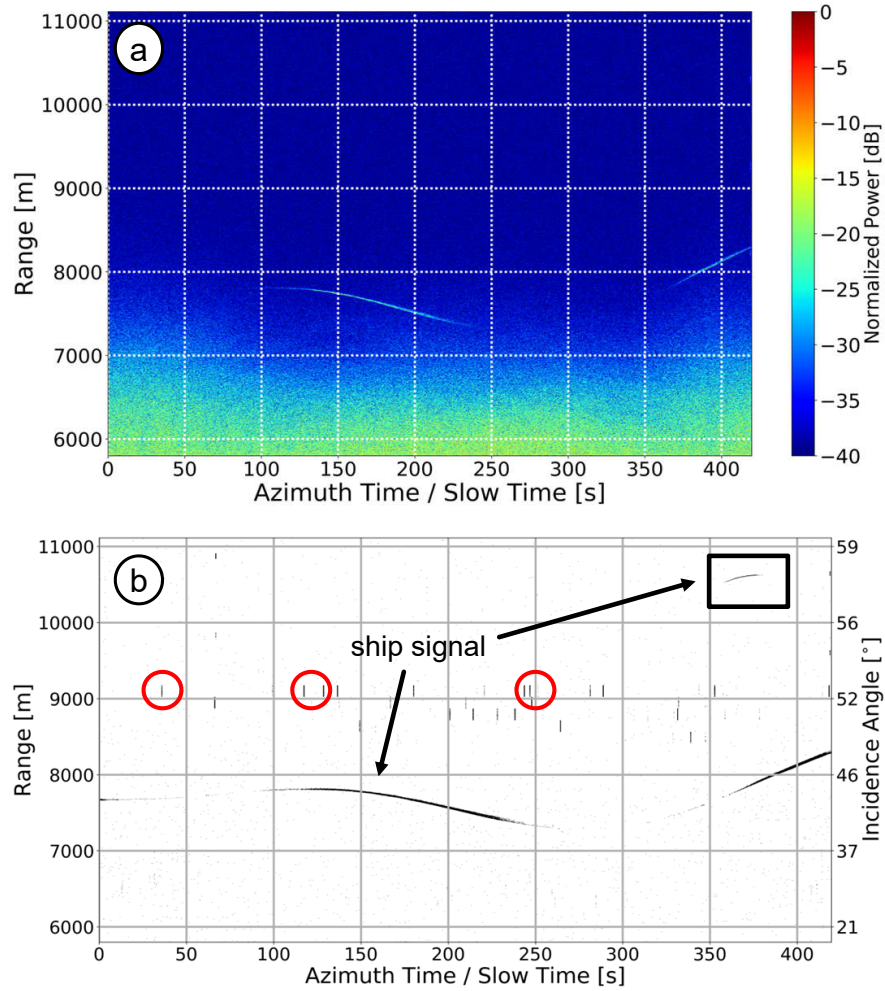 a
11000
10000
9000
8000
7000
6000
Range [m]
0 50 100 150 200 250 300 350 400
Azimuth Time / Slow Time [s]
0
−5
−10
−15
−20
−25
−30
−35
−40
Normalized Power [dB]
b
11000
10000
9000
8000
7000
6000
Range [m]
ship signal
59
56
52
46
37
21
Incidence Angle [°]
0 50 100 150 200 250 300 350 400
Azimuth Time / Slow Time [s]